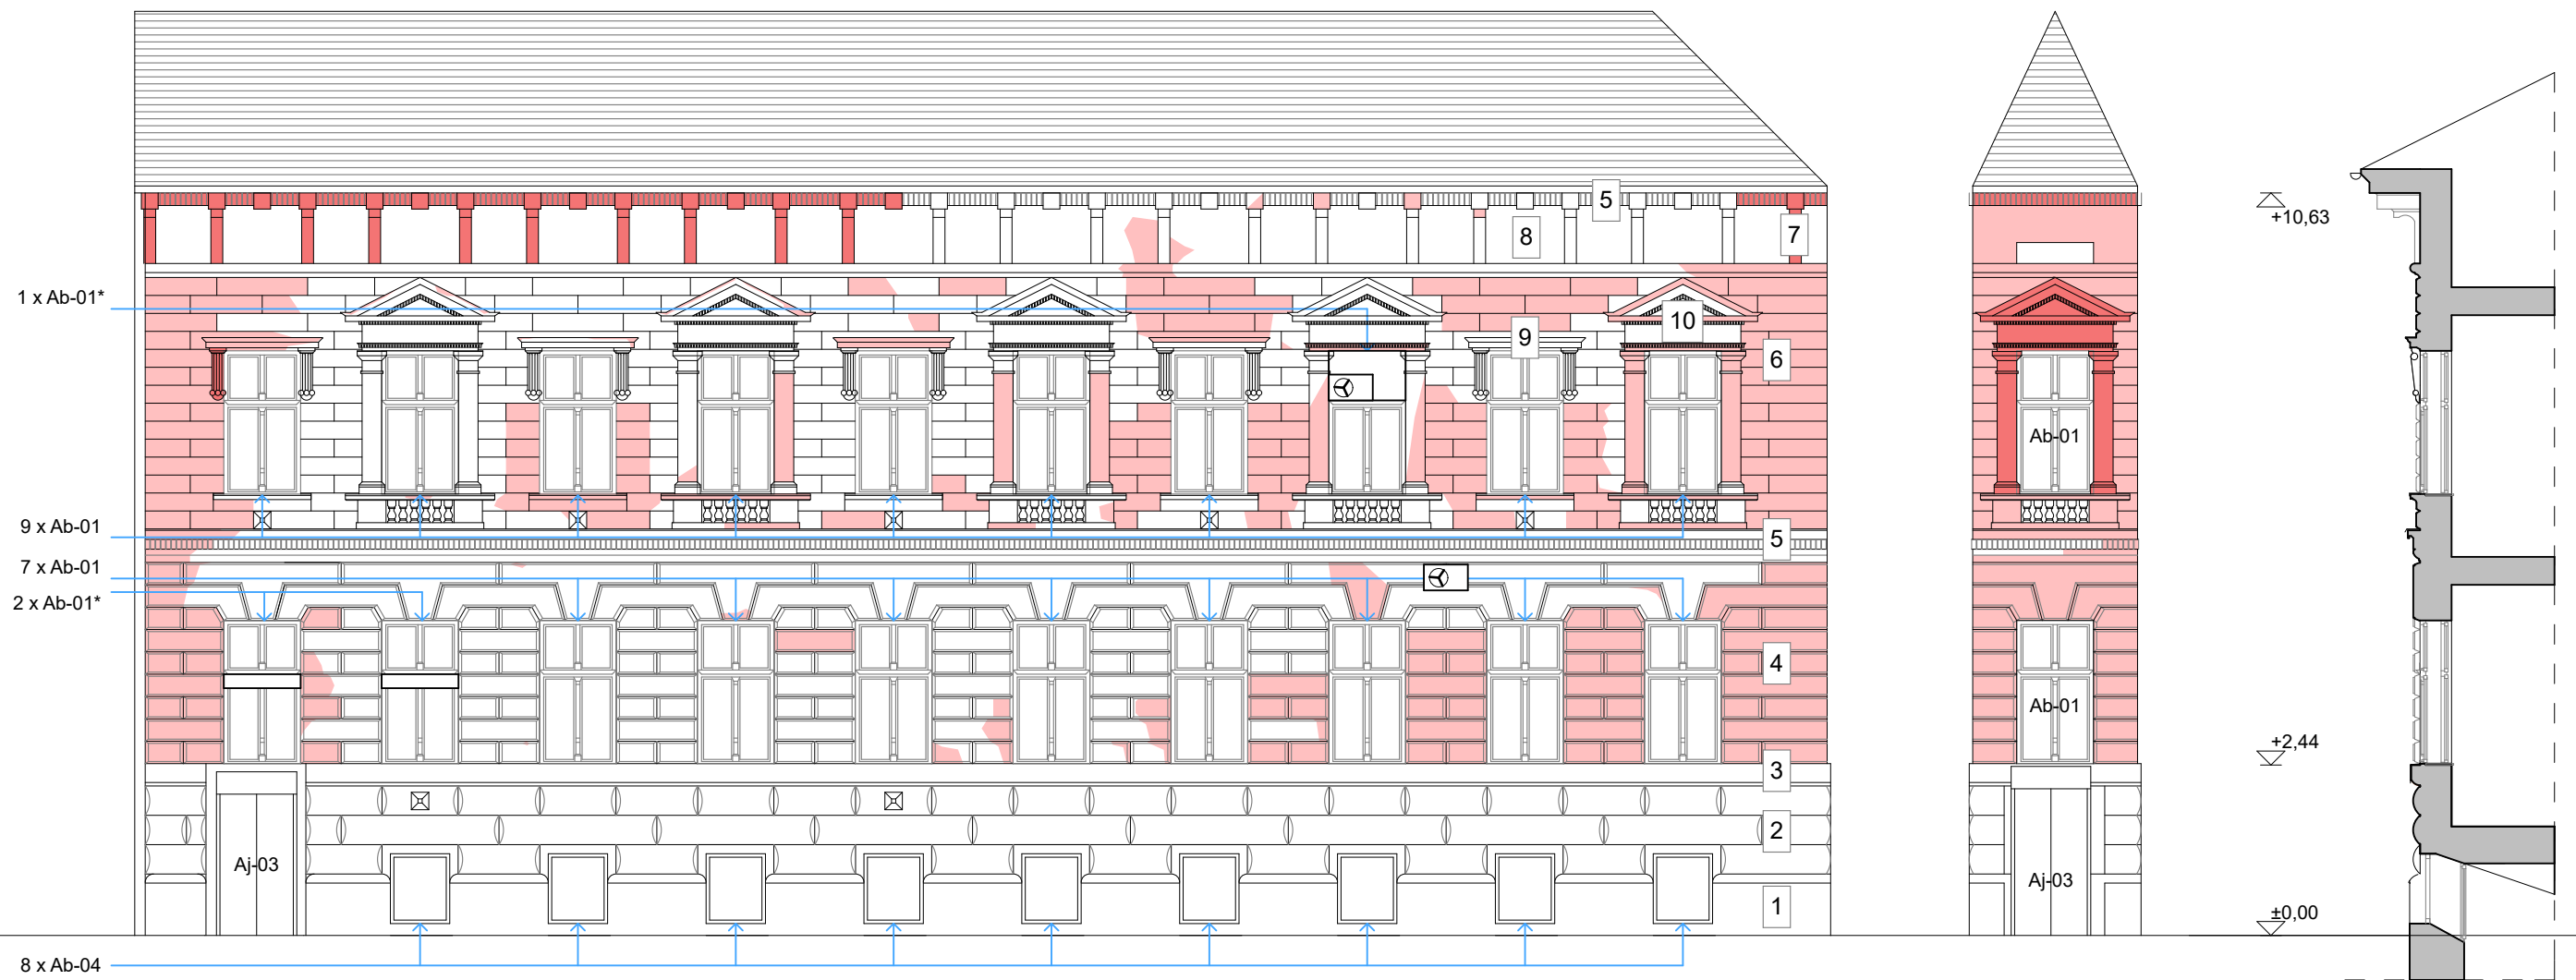 5
+10,63
8
7
1 x Ab-01*
10
9
6
Ab-01
9 x Ab-01
5
7 x Ab-01
2 x Ab-01*
4
Ab-01
+2,44
3
2
Aj-03
Aj-03
1
±0,00
8 x Ab-04